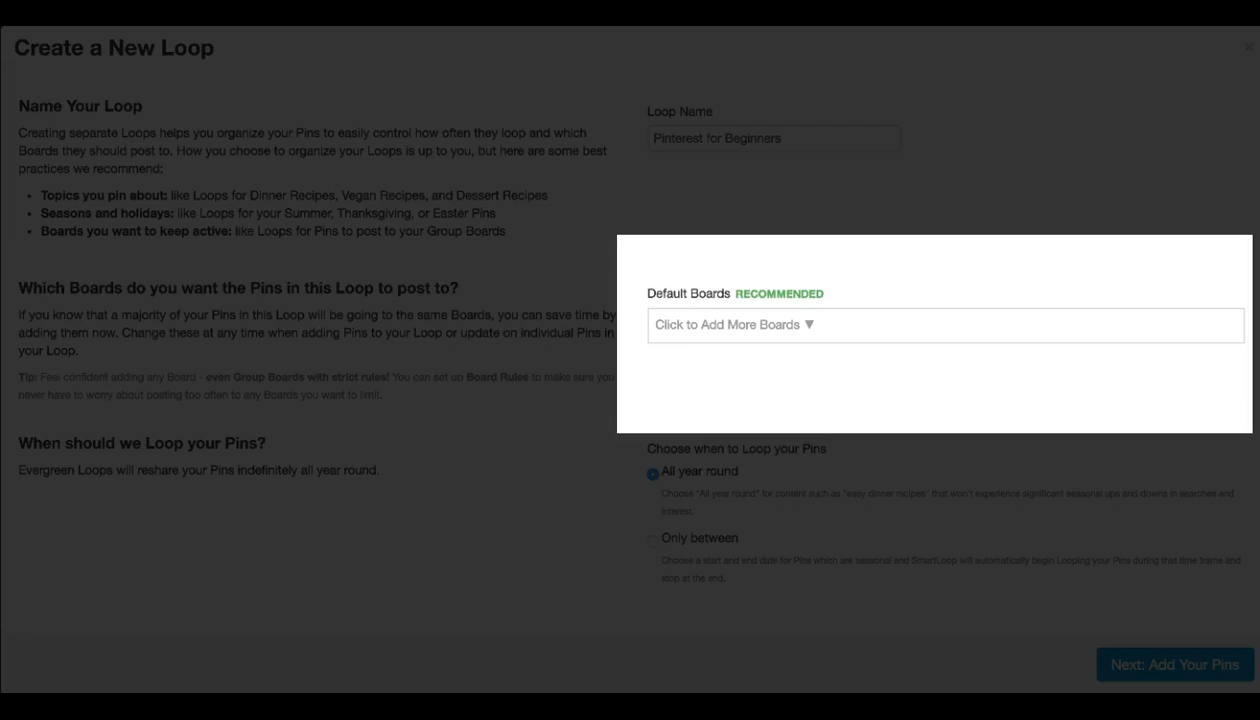 Create a New Loop
×
Name Your Loop
Creating separate Loops helps you organize your Pins to easily control how often they loop and which
Boards they should post to. How you choose to organize your Loops is up to you, but here are some best
practices we recommend:
• Topics you pin about: like Loops for Dinner Recipes, Vegan Recipes, and Dessert Recipes
• Seasons and holidays: like Loops for your Summer, Thanksgiving, or Easter Pins
• Boards you want to keep active: like Loops for Pins to post to your Group Boards
Loop Name
Pinterest for Beginners
Which Boards do you want the Pins in this Loop to post to?
If you know that a majority of your Pins in this Loop will be going to the same Boards, you can save time by
adding them now. Change these at any time when adding Pins to your Loop or update on individual Pins in
your Loop.
Tip: Feel confident adding any Board - even Group Boards with strict rules! You can set up Board Rules to make sure you
never have to worry about posting too often to any Boards you want to limit.
Default Boards RECOMMENDED
Click to Add More Boards ▼
When should we Loop your Pins?
Evergreen Loops will reshare your Pins indefinitely all year round.
Choose when to Loop your Pins
All year round
Choose "All year round" for content such as "easy dinner recipes" that won't experience significant seasonal ups and downs in searches and
interest.
Only between
Choose a start and end date for Pins which are seasonal and SmartLoop will automatically begin Looping your Pins during that time frame and
stop at the end.
Next: Add Your Pins